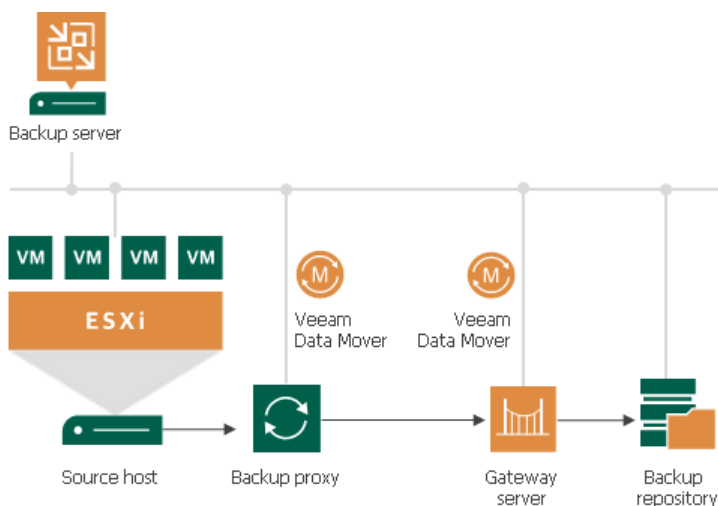 Backup server
VM VM VM VM
ESXi
M
Veeam
Data Mover
M
Veeam
Data Mover
Source host
Backup proxy
Gateway
server
Backup
repository